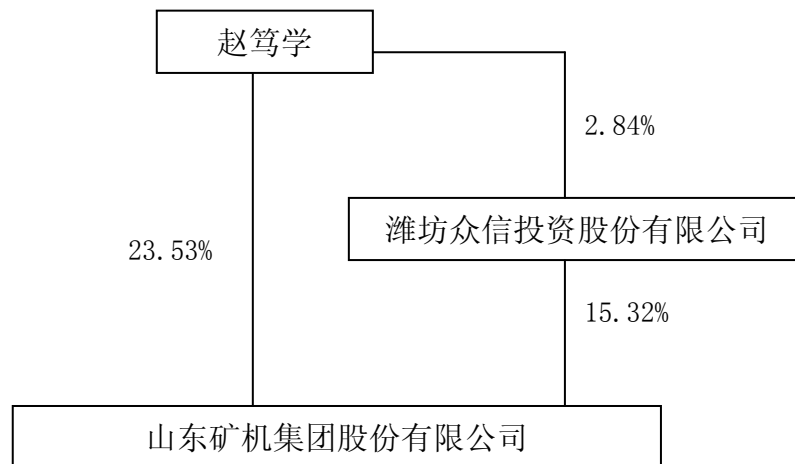 赵笃学
2.84%
潍坊众信投资股份有限公司
23.53%
15.32%
山东矿机集团股份有限公司